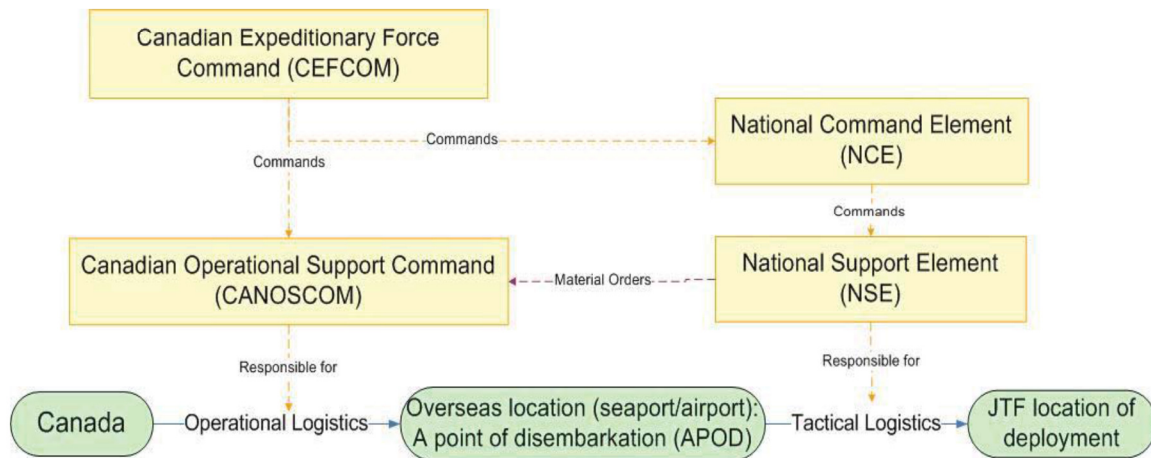 Canadian Expeditionary Force
Command (CEFCOM)
Commands
National Command Element
(NCE)
Commands
Commands
Canadian Operational Support Command
(CANOSCOM)
Material Orders
National Support Element
(NSE)
Responsible for
Responsible for
Canada
Operational Logistics
Overseas location (seaport/airport):
A point of disembarkation (APOD)
Tactical Logistics
JTF location of
deployment